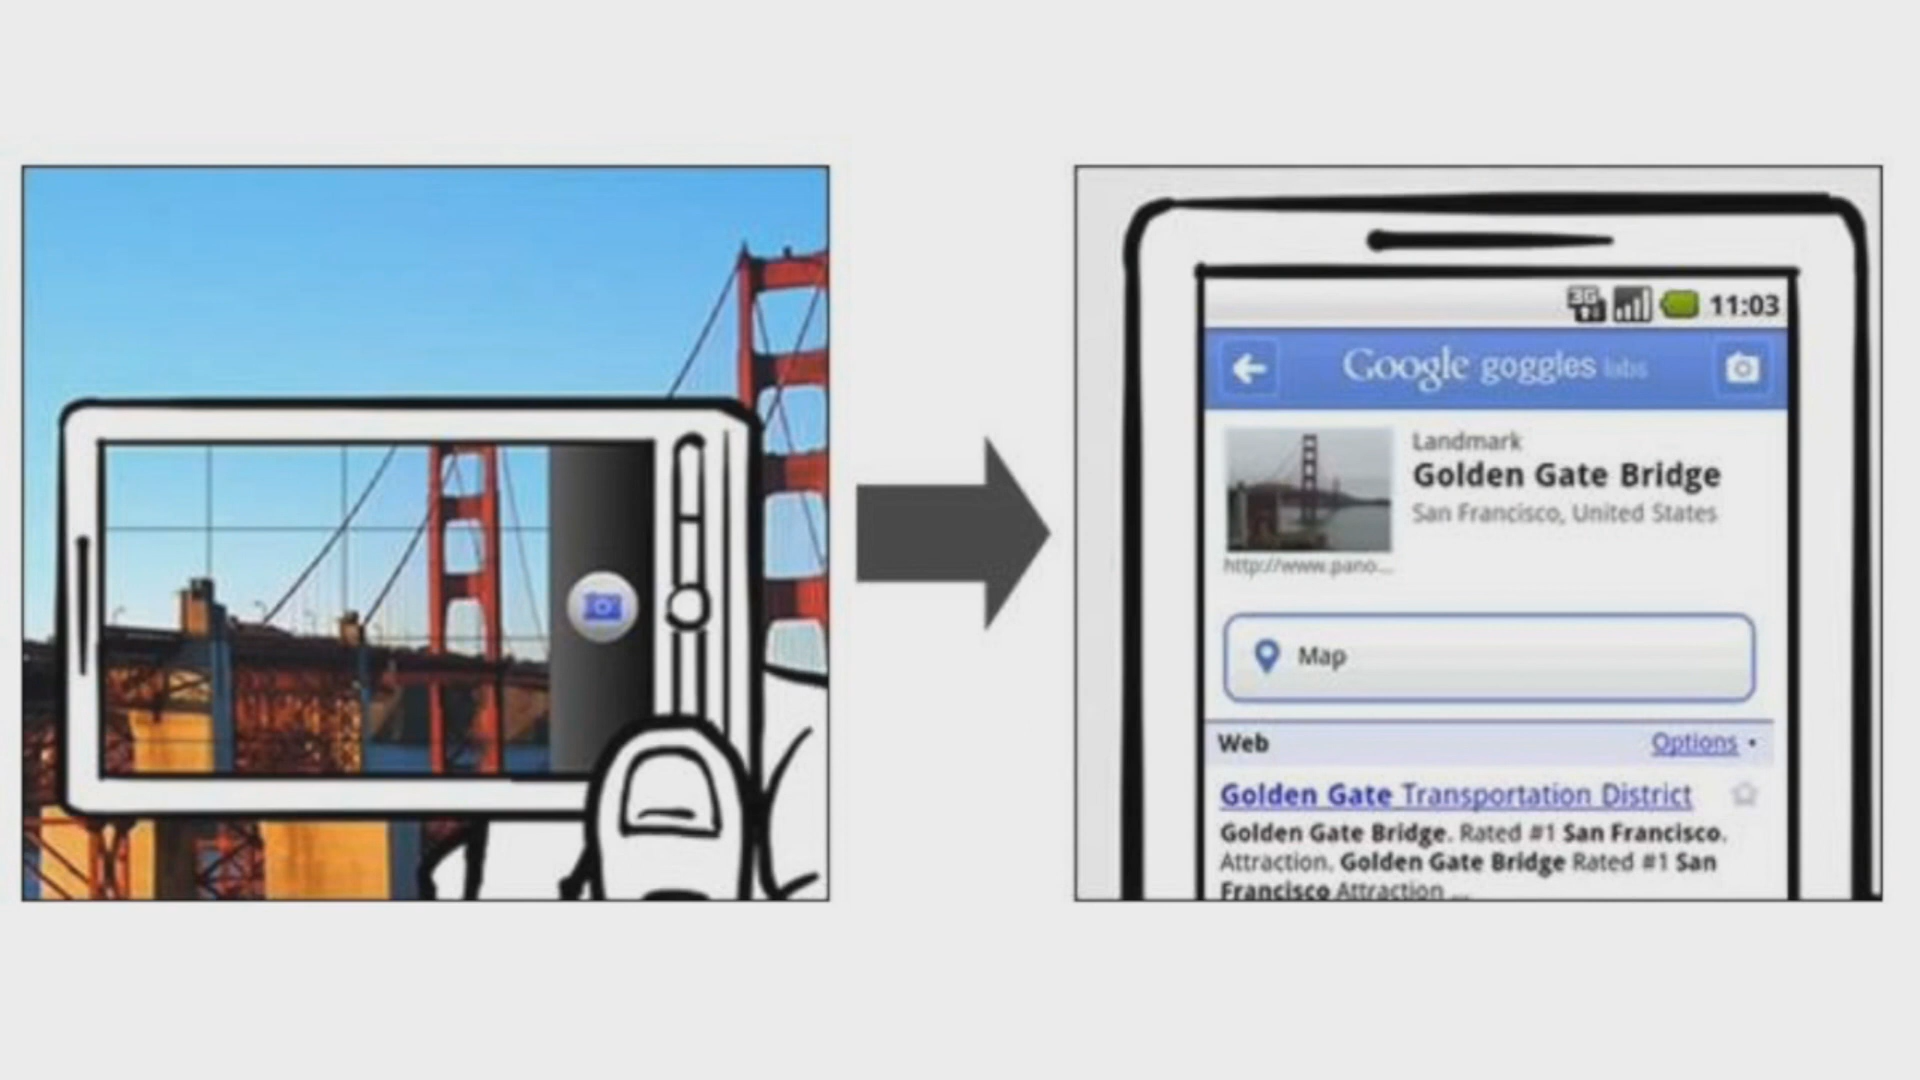 3G
11:03
Google goggles labs
Landmark
Golden Gate Bridge
San Francisco, United States
http://www.pano...
Map
Web
Options
Golden Gate Transportation District
Golden Gate Bridge. Rated #1 San Francisco.
Attraction. Golden Gate Bridge Rated #1 San
Francisco Attraction ...